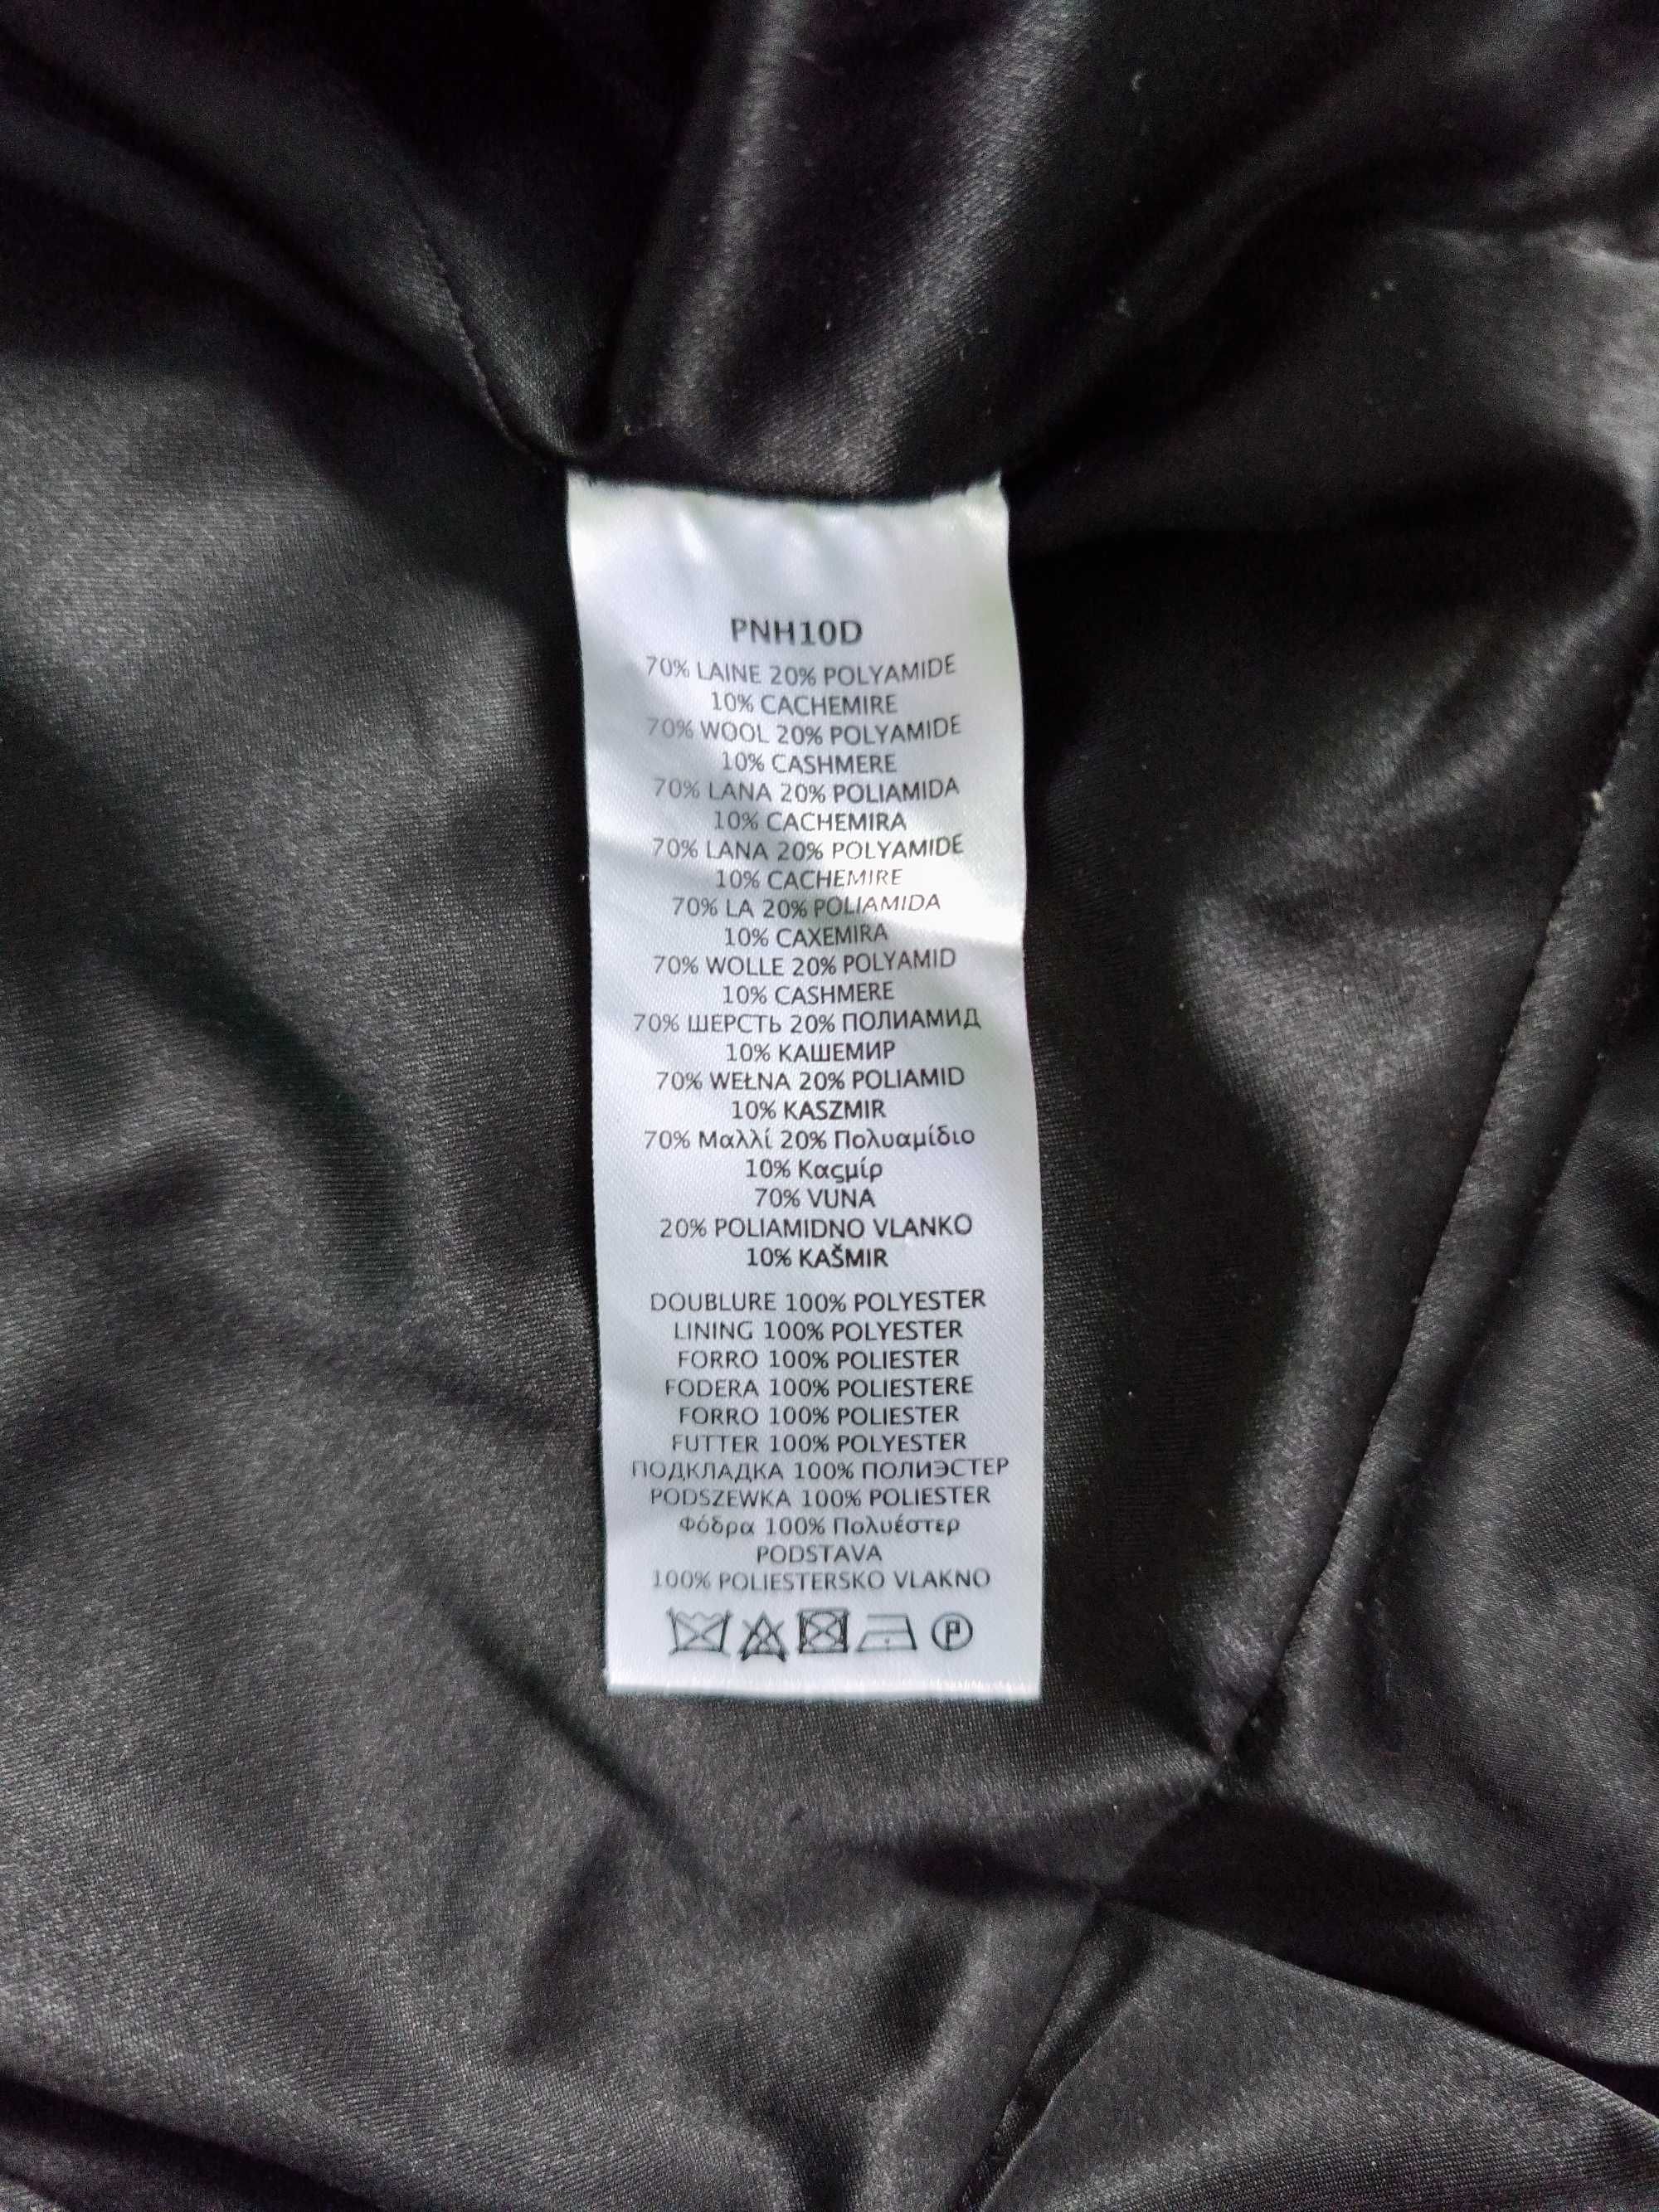 PNH10D
70% LAINE 20% POLYAMIDE
10% CACHEMIRE
70% WOOL 20% POLYAMIDE
10% CASHMERE
70% LANA 20% POLIAMIDA
10% CACHEMIRA
70% LANA 20% POLYAMIDE
10% CACHEMIRE
70% LA 20% POLIAMIDA
10% CAXEMIRA
70% WOLLE 20% POLYAMID
10% CASHMERE
70% ШЕРСТЬ 20% ПОЛИАМИД
10% КАШЕМИР
70% WEŁNA 20% POLIAMID
10% KASZMIR
70% Μαλλί 20% Πολυαμίδιο
10% Καςμίρ
70% VUNA
20% POLIAMIDNO VLANKO
10% KAŠMIR
DOUBLURE 100% POLYESTER
LINING 100% POLYESTER
FORRO 100% POLIESTER
FODERA 100% POLIESTERE
FORRO 100% POLIESTER
FUTTER 100% POLYESTER
ПОДКЛАДКА 100% ПОЛИЭСТЕР
PODSZEWKA 100% POLIESTER
Φόδρα 100% Πολυέστερ
PODSTAVA
100% POLIESTERSKO VLAKNO
P